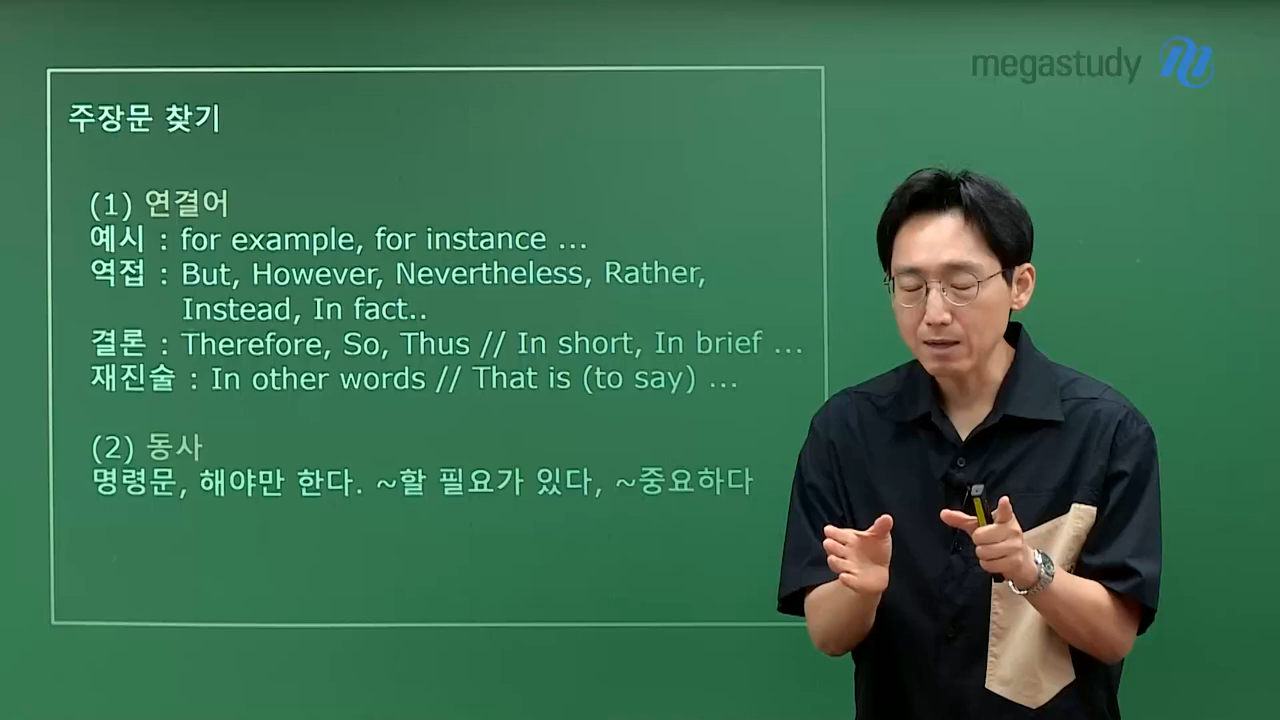 megastudy
주장문 찾기
(1) 연결어
예시 : for example, for instance ...
역접 : But, However, Nevertheless, Rather,
Instead, In fact..
결론 : Therefore, So, Thus // In short, In brief ...
재진술 : In other words // That is (to say) ...
(2) 동사
명령문, 해야만 한다. ~할 필요가 있다, ~중요하다